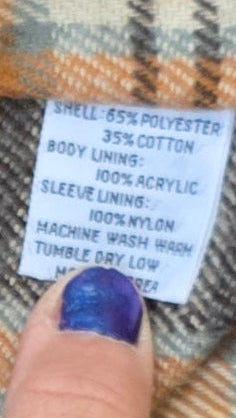 SHELL: 65% POLYESTER
35% COTTON
BODY LINING:
100% ACRYLIC
SLEEVE LINING:
100% NYLON
MACHINE WASH WARM
TUMBLE DRY LOW